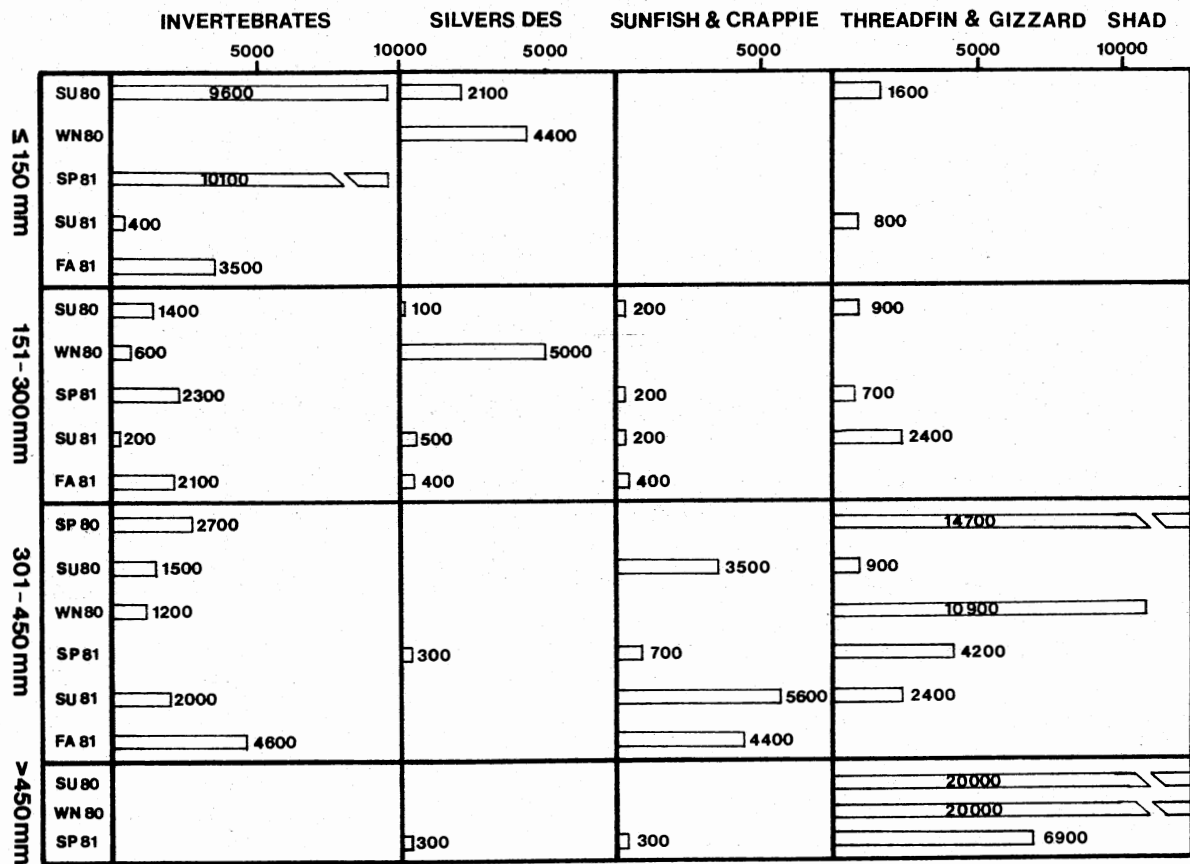 INVERTEBRATES SILVERS DES SUNFISH & CRAPPIE THREADFIN & GIZZARD SHAD
5000 10000 5000 5000 5000 10000
≤150 mm
SU80 9600 2100 1600
WN80 4400
SP81 10100
SU81 400 800
FA81 3500
151-300mm
SU80 1400 100 200 900
WN80 600 5000
SP81 2300 200 700
SU81 200 500 200 2400
FA81 2100 400 400
301-450mm
SP80 2700 14700
SU80 1500 3500 900
WN80 1200 10900
SP81 300 700 4200
SU81 2000 5600 2400
FA81 4600 4400
>450mm
SU80 20000
WN80 20000
SP81 300 300 6900